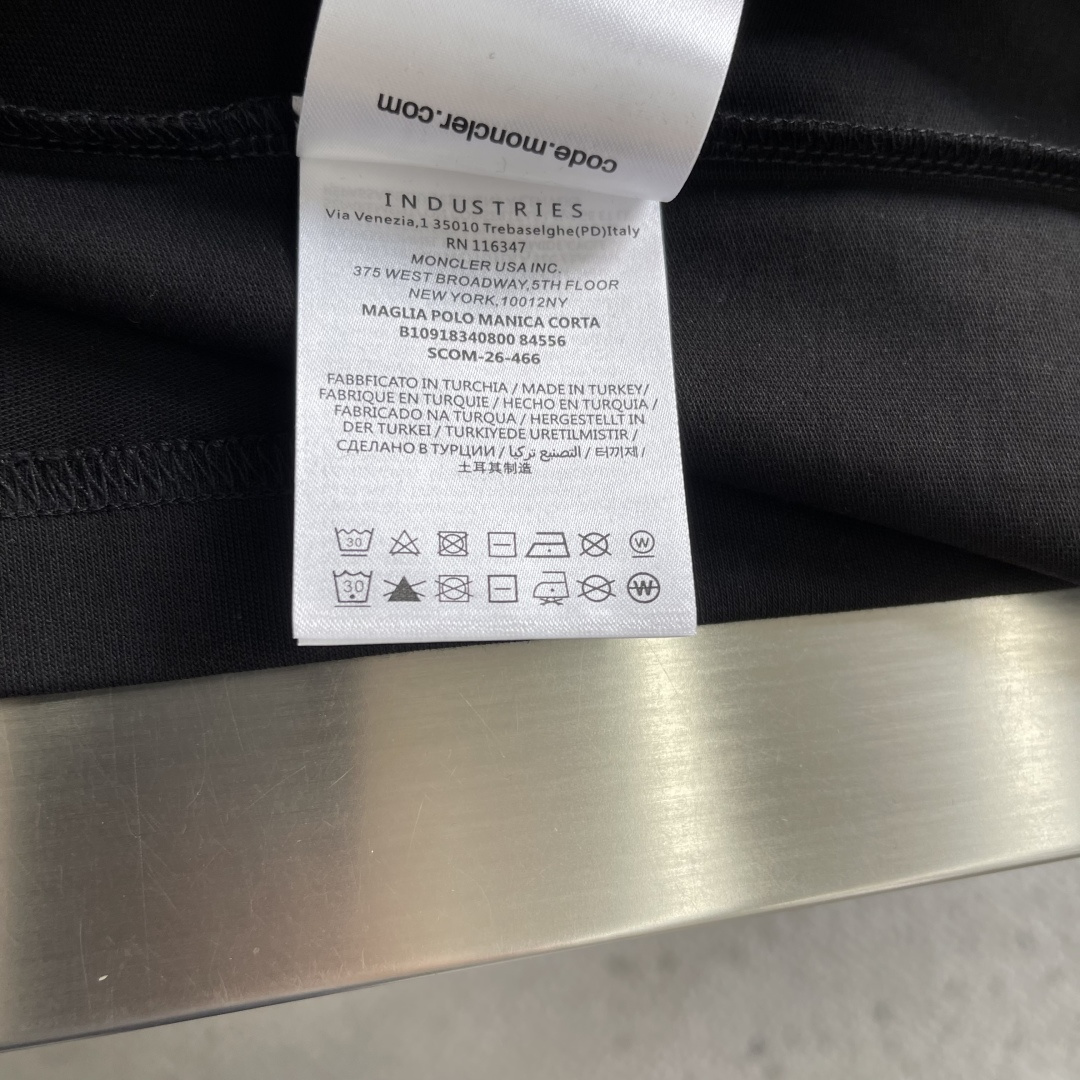 code.moncler.com
INDUSTRIES
Via Venezia,1 35010 Trebaselghe(PD)Italy
RN 116347
MONCLER USA INC.
375 WEST BROADWAY,5TH FLOOR
NEW YORK,10012NY
MAGLIA POLO MANICA CORTA
B10918340800 84556
SCOM-26-466
FABBFICATO IN TURCHIA / MADE IN TURKEY/
FABRIQUE EN TURQUIE / HECHO EN TURQUIA /
FABRICADO NA TURQUA / HERGESTELLT IN
DER TURKEI / TURKIYEDE URETILMISTIR /
СДЕЛАНО В ТУРЦИИ / التصنيع تركيا / 터끼제 /
土耳其制造
30 W
30 W